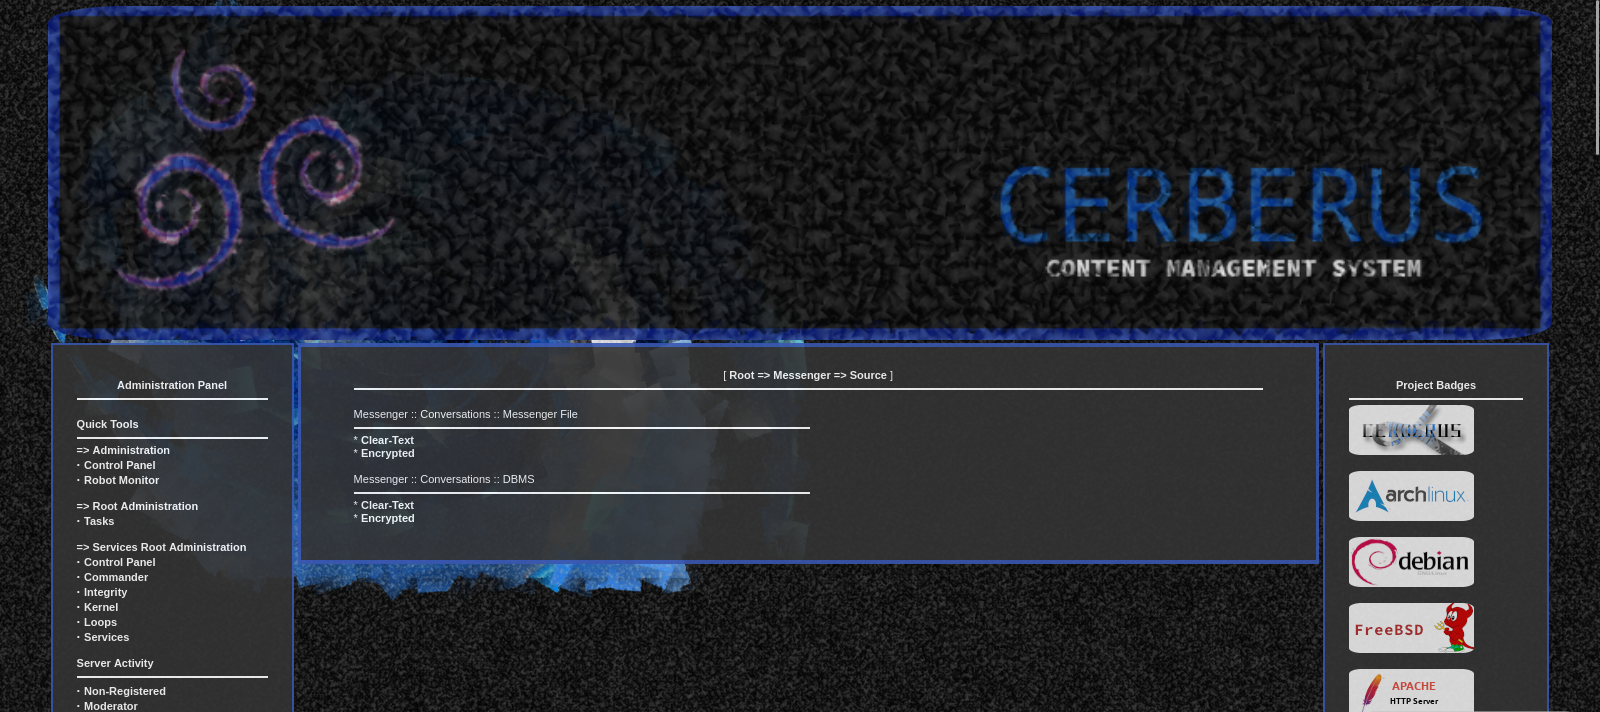 CERBERUS
CONTENT MANAGEMENT SYSTEM
Administration Panel
Quick Tools
=> Administration
· Control Panel
· Robot Monitor
=> Root Administration
· Tasks
=> Services Root Administration
· Control Panel
· Commander
· Integrity
· Kernel
· Loops
· Services
Server Activity
· Non-Registered
· Moderator
[ Root => Messenger => Source ]
Messenger :: Conversations :: Messenger File
* Clear-Text
* Encrypted
Messenger :: Conversations :: DBMS
* Clear-Text
* Encrypted
Project Badges
CERBERUS
archlinux
debian
FreeBSD
APACHE
HTTP Server